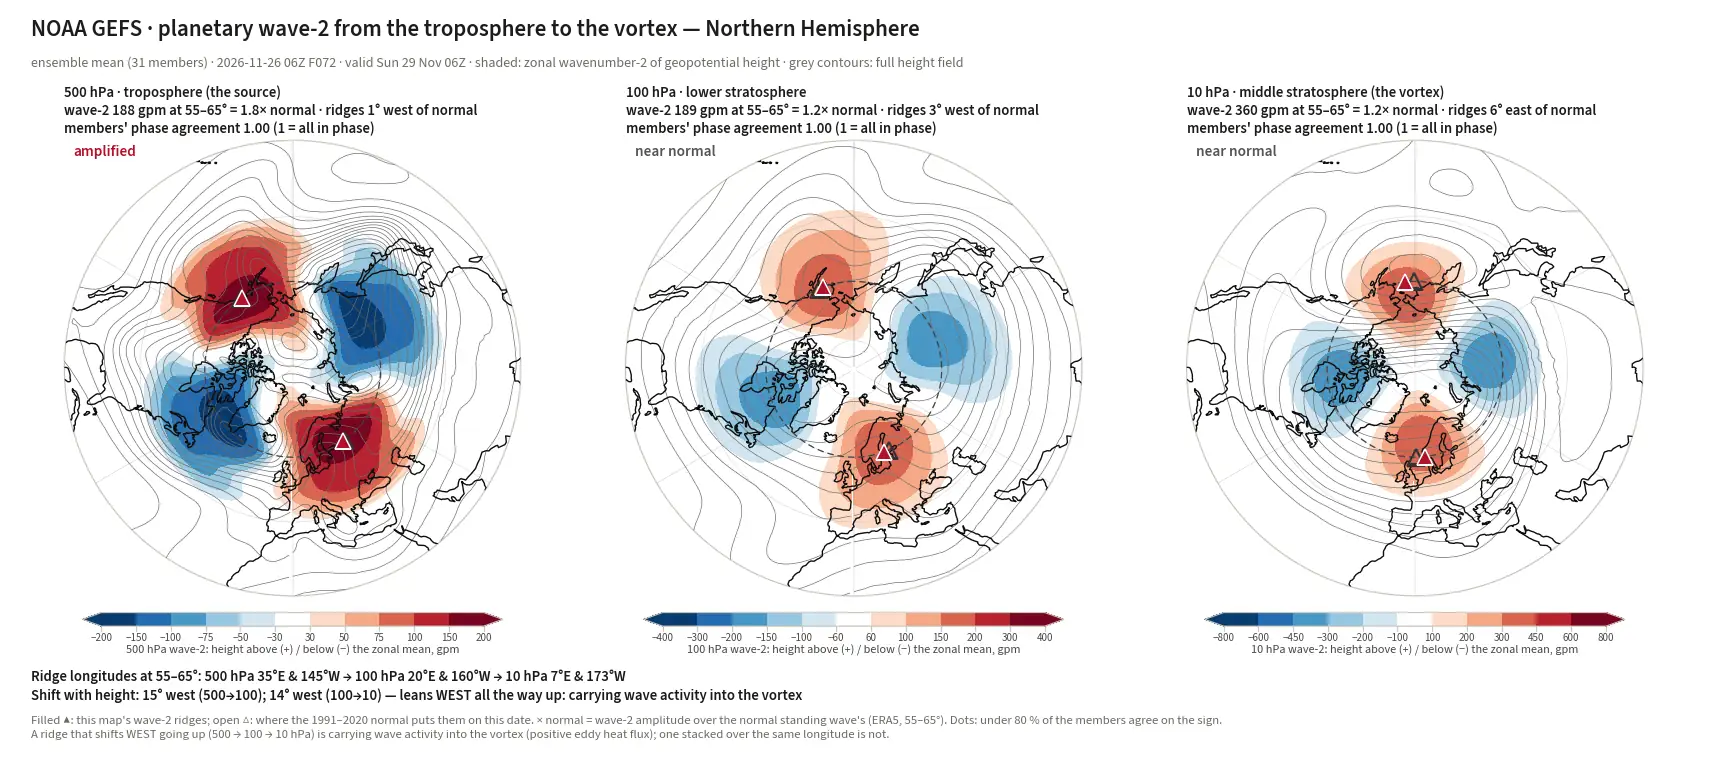 NOAA GEFS · planetary wave-2 from the troposphere to the vortex — Northern Hemisphere
ensemble mean (31 members) · 2026-11-26 06Z F072 · valid Sun 29 Nov 06Z · shaded: zonal wavenumber-2 of geopotential height · grey contours: full height field
500 hPa · troposphere (the source)
wave-2 188 gpm at 55–65° = 1.8× normal · ridges 1° west of normal
members' phase agreement 1.00 (1 = all in phase)
amplified
100 hPa · lower stratosphere
wave-2 189 gpm at 55–65° = 1.2× normal · ridges 3° west of normal
members' phase agreement 1.00 (1 = all in phase)
near normal
10 hPa · middle stratosphere (the vortex)
wave-2 360 gpm at 55–65° = 1.2× normal · ridges 6° east of normal
members' phase agreement 1.00 (1 = all in phase)
near normal
−200 −150 −100 −75 −50 −30 30 50 75 100 150 200
500 hPa wave-2: height above (+) / below (−) the zonal mean, gpm
−400 −300 −200 −150 −100 −60 60 100 150 200 300 400
100 hPa wave-2: height above (+) / below (−) the zonal mean, gpm
−800 −600 −450 −300 −200 −100 100 200 300 450 600 800
10 hPa wave-2: height above (+) / below (−) the zonal mean, gpm
Ridge longitudes at 55–65°: 500 hPa 35°E & 145°W → 100 hPa 20°E & 160°W → 10 hPa 7°E & 173°W
Shift with height: 15° west (500→100); 14° west (100→10) — leans WEST all the way up: carrying wave activity into the vortex
Filled ▲: this map's wave-2 ridges; open △: where the 1991–2020 normal puts them on this date. × normal = wave-2 amplitude over the normal standing wave's (ERA5, 55–65°). Dots: under 80 % of the members agree on the sign.
A ridge that shifts WEST going up (500 → 100 → 10 hPa) is carrying wave activity into the vortex (positive eddy heat flux); one stacked over the same longitude is not.